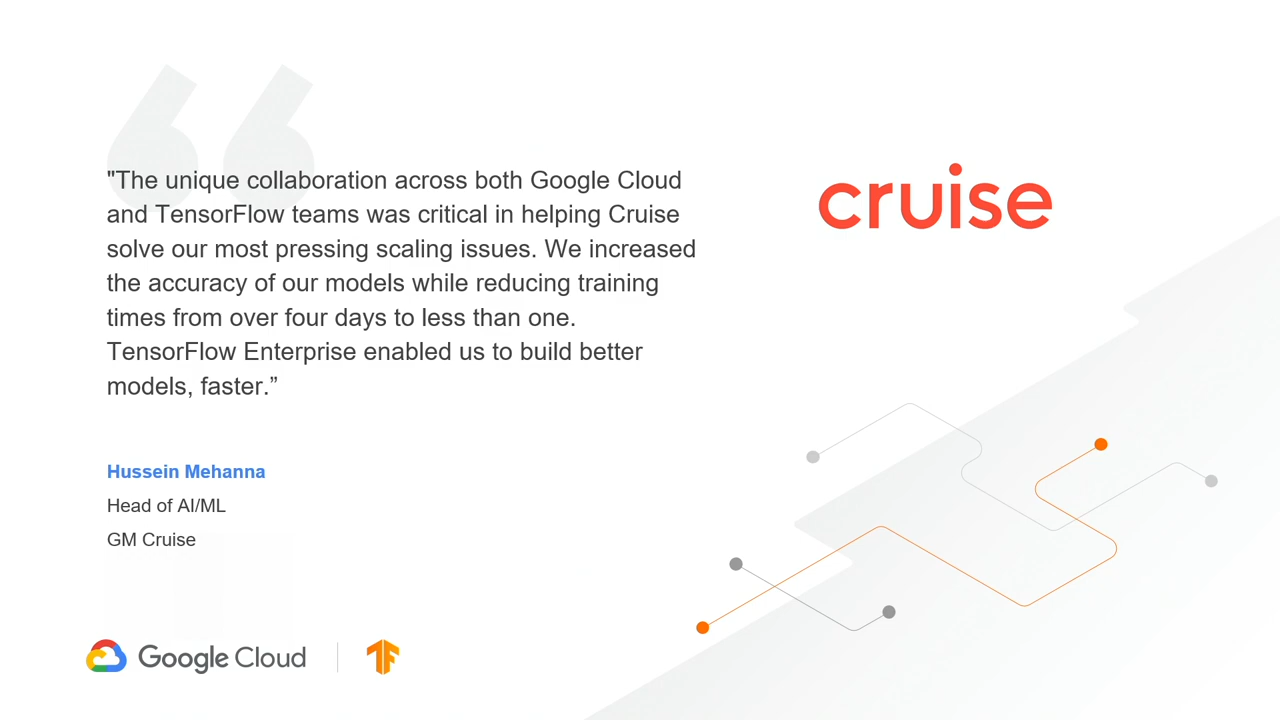 "The unique collaboration across both Google Cloud
and TensorFlow teams was critical in helping Cruise
solve our most pressing scaling issues. We increased
the accuracy of our models while reducing training
times from over four days to less than one.
TensorFlow Enterprise enabled us to build better
models, faster.”
cruise
Hussein Mehanna
Head of AI/ML
GM Cruise
Google Cloud